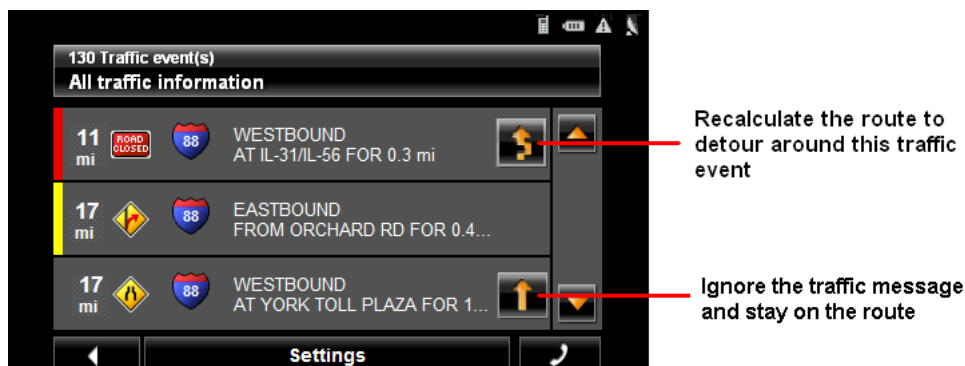 130 Traffic event(s)
All traffic information
11
mi
ROAD
CLOSED
88
WESTBOUND
AT IL-31/IL-56 FOR 0.3 mi
17
mi
88
EASTBOUND
FROM ORCHARD RD FOR 0.4...
17
mi
88
WESTBOUND
AT YORK TOLL PLAZA FOR 1...
Settings
Recalculate the route to
detour around this traffic
event
Ignore the traffic message
and stay on the route